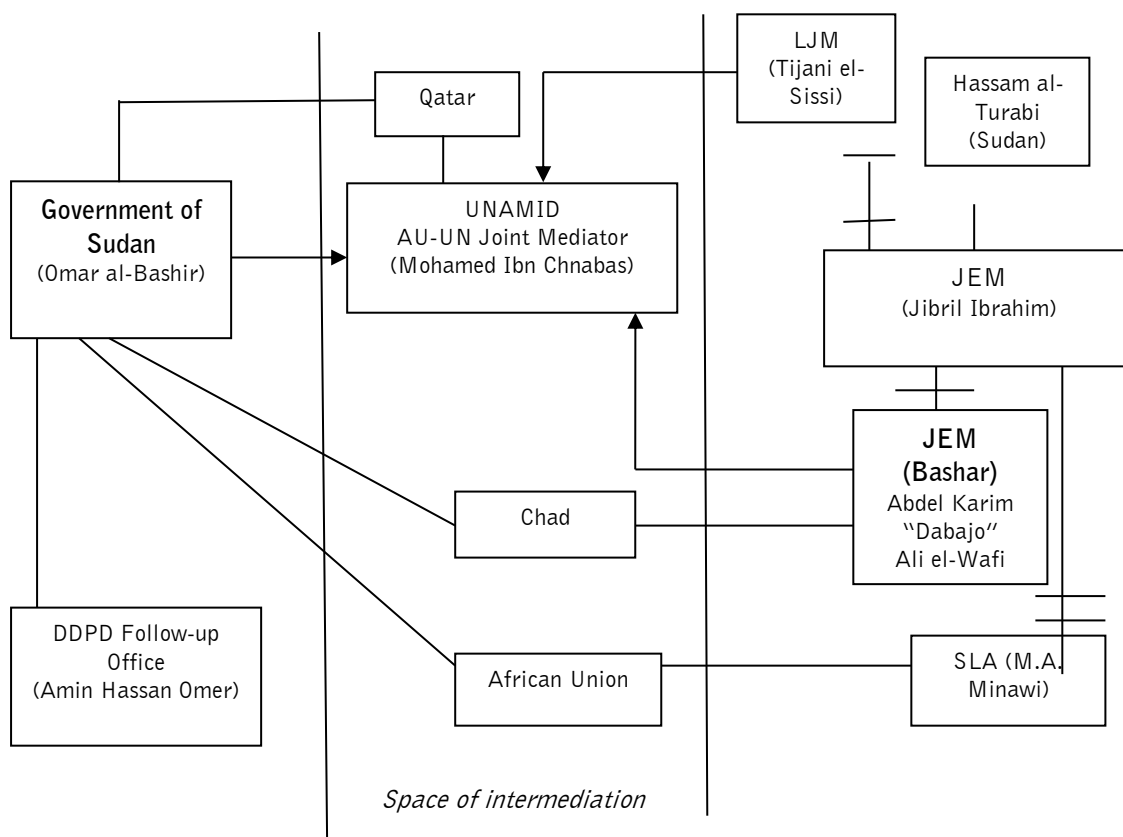 LJM
(Tijani el-
Sissi)
Hassam al-
Turabi
(Sudan)
Qatar
Government of
Sudan
(Omar al-Bashir)
UNAMID
AU-UN Joint Mediator
(Mohamed Ibn Chnabas)
JEM
(Jibril Ibrahim)
JEM
(Bashar)
Abdel Karim
“Dabajo”
Ali el-Wafi
Chad
DDPD Follow-up
Office
(Amin Hassan Omer)
African Union
SLA (M.A.
Minawi)
Space of intermediation